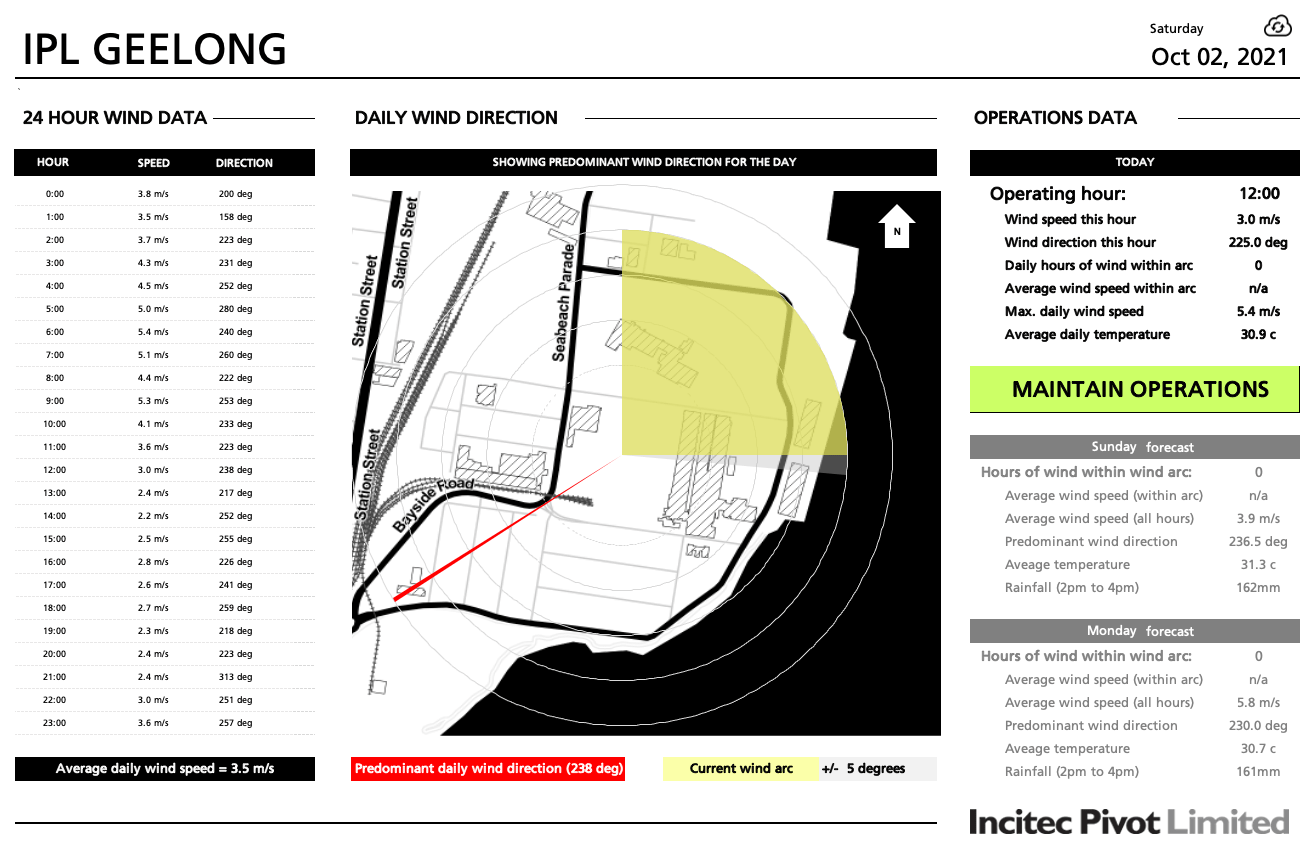 IPL GEELONG
Saturday
Oct 02, 2021
`
24 HOUR WIND DATA
HOUR SPEED DIRECTION
0:00 3.8 m/s 200 deg
1:00 3.5 m/s 158 deg
2:00 3.7 m/s 223 deg
3:00 4.3 m/s 231 deg
4:00 4.5 m/s 252 deg
5:00 5.0 m/s 280 deg
6:00 5.4 m/s 240 deg
7:00 5.1 m/s 260 deg
8:00 4.4 m/s 222 deg
9:00 5.3 m/s 253 deg
10:00 4.1 m/s 233 deg
11:00 3.6 m/s 223 deg
12:00 3.0 m/s 238 deg
13:00 2.4 m/s 217 deg
14:00 2.2 m/s 252 deg
15:00 2.5 m/s 255 deg
16:00 2.8 m/s 226 deg
17:00 2.6 m/s 241 deg
18:00 2.7 m/s 259 deg
19:00 2.3 m/s 218 deg
20:00 2.4 m/s 223 deg
21:00 2.4 m/s 313 deg
22:00 3.0 m/s 251 deg
23:00 3.6 m/s 257 deg
Average daily wind speed = 3.5 m/s
DAILY WIND DIRECTION
SHOWING PREDOMINANT WIND DIRECTION FOR THE DAY
Station Street
Station Street
Seabeach Parade
N
Station Street
Bayside Road
Predominant daily wind direction (238 deg)
Current wind arc
+/- 5 degrees
OPERATIONS DATA
TODAY
Operating hour: 12:00
Wind speed this hour 3.0 m/s
Wind direction this hour 225.0 deg
Daily hours of wind within arc 0
Average wind speed within arc n/a
Max. daily wind speed 5.4 m/s
Average daily temperature 30.9 c
MAINTAIN OPERATIONS
Sunday forecast
Hours of wind within wind arc: 0
Average wind speed (within arc) n/a
Average wind speed (all hours) 3.9 m/s
Predominant wind direction 236.5 deg
Aveage temperature 31.3 c
Rainfall (2pm to 4pm) 162mm
Monday forecast
Hours of wind within wind arc: 0
Average wind speed (within arc) n/a
Average wind speed (all hours) 5.8 m/s
Predominant wind direction 230.0 deg
Aveage temperature 30.7 c
Rainfall (2pm to 4pm) 161mm
Incitec Pivot Limited